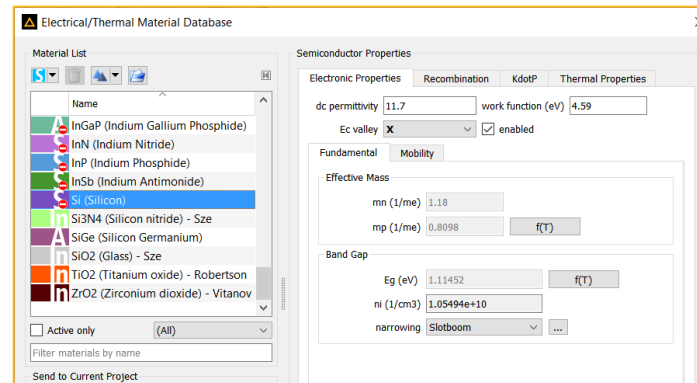 Electrical/Thermal Material Database
Material List
Name
InGaP (Indium Gallium Phosphide)
InN (Indium Nitride)
InP (Indium Phosphide)
InSb (Indium Antimonide)
Si (Silicon)
Si3N4 (Silicon nitride) - Sze
SiGe (Silicon Germanium)
SiO2 (Glass) - Sze
TiO2 (Titanium oxide) - Robertson
ZrO2 (Zirconium dioxide) - Vitanov
Active only (All)
Filter materials by name
Send to Current Project
Semiconductor Properties
Electronic Properties Recombination KdotP Thermal Properties
dc permittivity 11.7 work function (eV) 4.59
Ec valley X enabled
Fundamental Mobility
Effective Mass
mn (1/me) 1.18
mp (1/me) 0.8098 f(T)
Band Gap
Eg (eV) 1.11452 f(T)
ni (1/cm3) 1.05494e+10
narrowing Slotboom ...